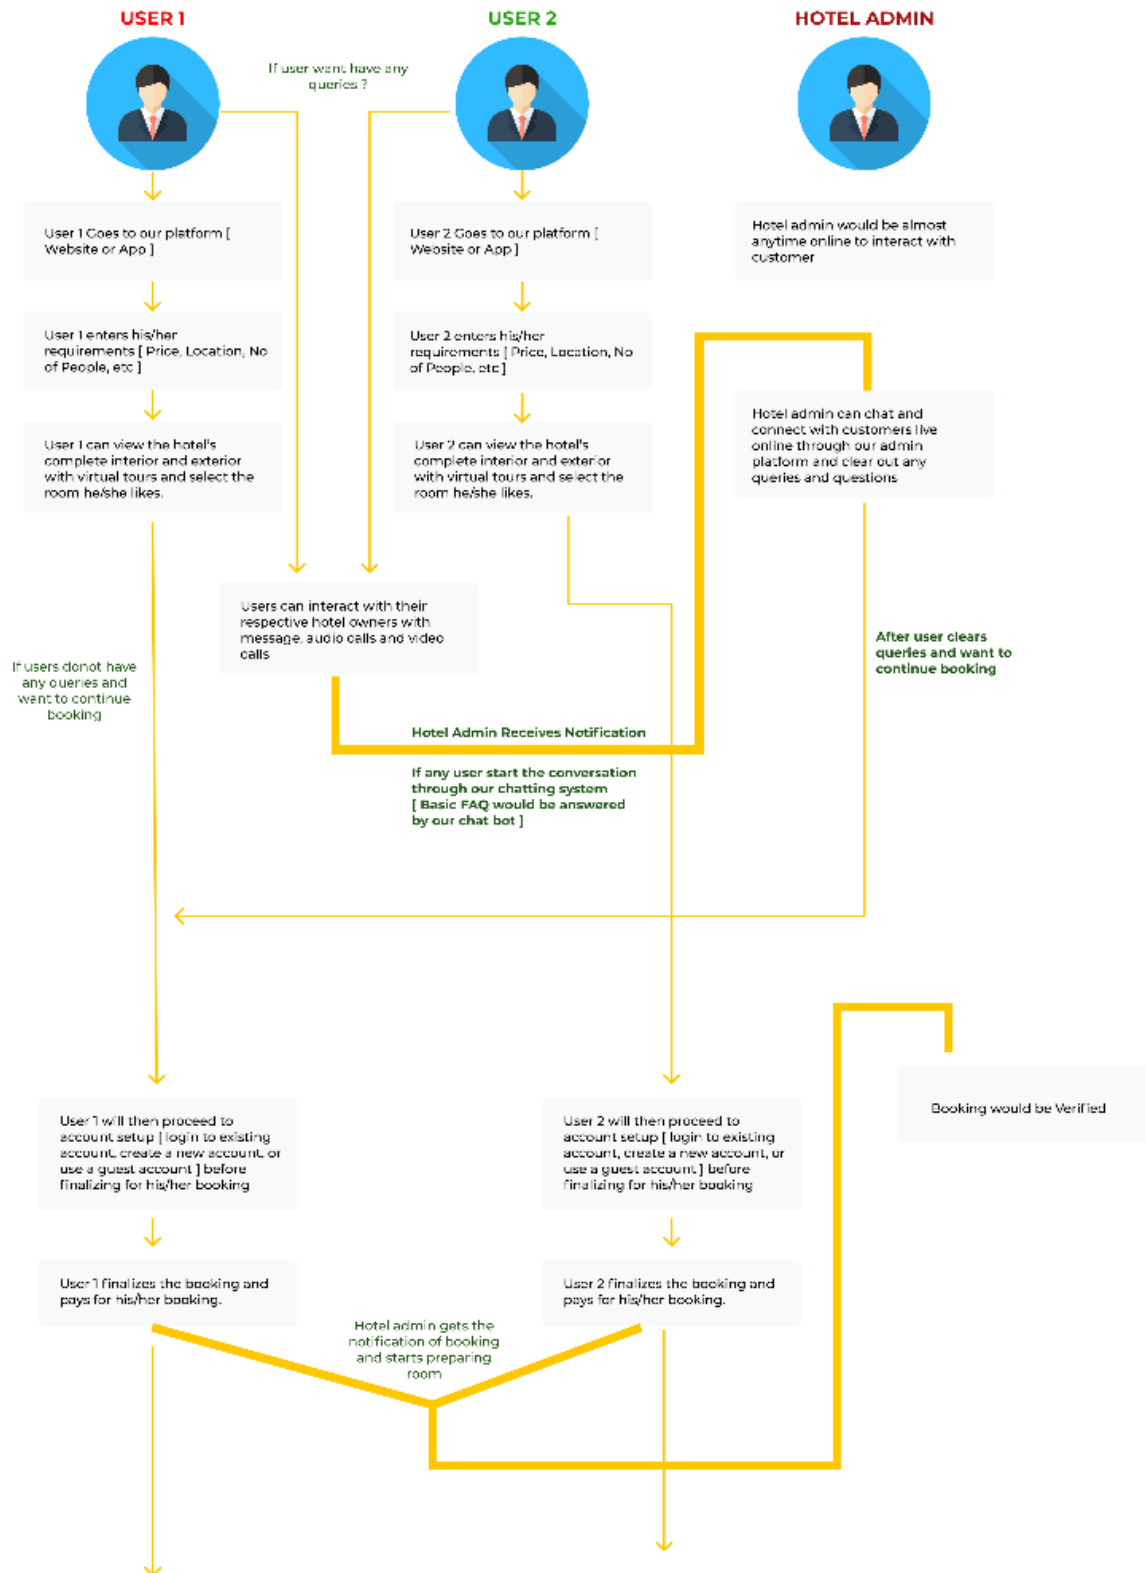 USER 1
USER 2
HOTEL ADMIN
If user want have any
queries ?
User 1 Goes to our platform [
Website or App ]
User 2 Goes to our platform [
Website or App ]
Hotel admin would be almost
anytime online to interact with
customer
User 1 enters his/her
requirements [ Price, Location, No
of People, etc ]
User 2 enters his/her
requirements [ Price, Location, No
of People, etc ]
User 1 can view the hotel's
complete interior and exterior
with virtual tours and select the
room he/she likes.
User 2 can view the hotel's
complete interior and exterior
with virtual tours and select the
room he/she likes.
Hotel admin can chat and
connect with customers live
online through our admin
platform and clear out any
queries and questions
Users can interact with their
respective hotel owners with
message, audio calls and video
calls
If users donot have
any queries and
want to continue
booking
After user clears
queries and want to
continue booking
Hotel Admin Receives Notification
If any user start the conversation
through our chatting system
[ Basic FAQ would be answered
by our chat bot ]
User 1 will then proceed to
account setup [ login to existing
account, create a new account, or
use a guest account ] before
finalizing for his/her booking
User 2 will then proceed to
account setup [ login to existing
account, create a new account, or
use a guest account ] before
finalizing for his/her booking
Booking would be Verified
User 1 finalizes the booking and
pays for his/her booking.
User 2 finalizes the booking and
pays for his/her booking.
Hotel admin gets the
notification of booking
and starts preparing
room